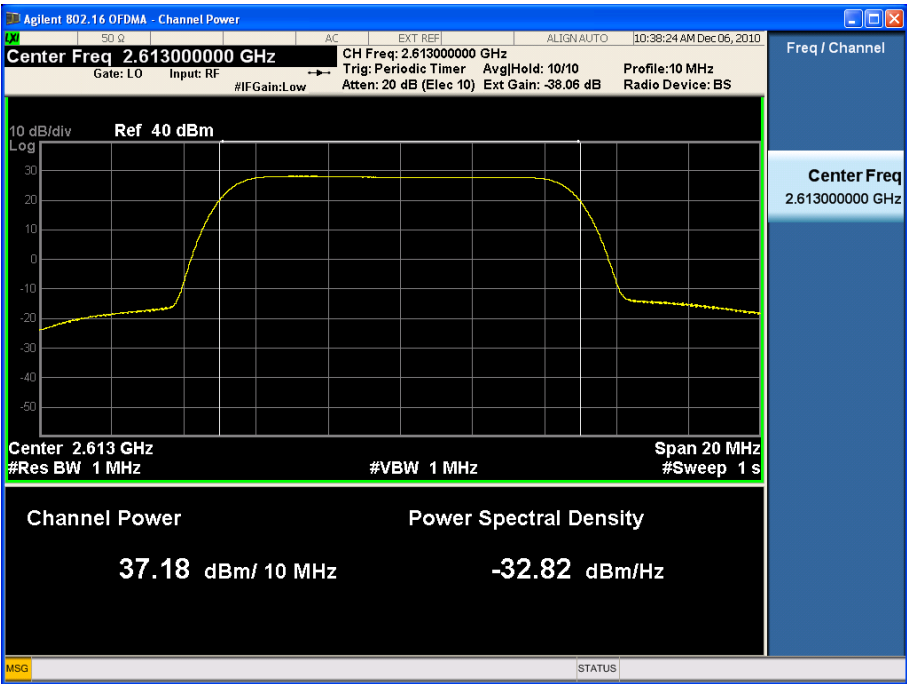 Agilent 802.16 OFDMA - Channel Power
LXI 50 Ω AC EXT REF ALIGN AUTO 10:38:24 AM Dec 06, 2010
Center Freq 2.613000000 GHz
Gate: LO Input: RF
#IFGain:Low
CH Freq: 2.613000000 GHz
Trig: Periodic Timer Avg|Hold: 10/10 Profile:10 MHz
Atten: 20 dB (Elec 10) Ext Gain: -38.06 dB Radio Device: BS
Freq / Channel
Center Freq
2.613000000 GHz
10 dB/div Ref 40 dBm
Log
30
20
10
0
-10
-20
-30
-40
-50
Center 2.613 GHz Span 20 MHz
#Res BW 1 MHz #VBW 1 MHz #Sweep 1 s
Channel Power Power Spectral Density
37.18 dBm/ 10 MHz -32.82 dBm/Hz
MSG STATUS